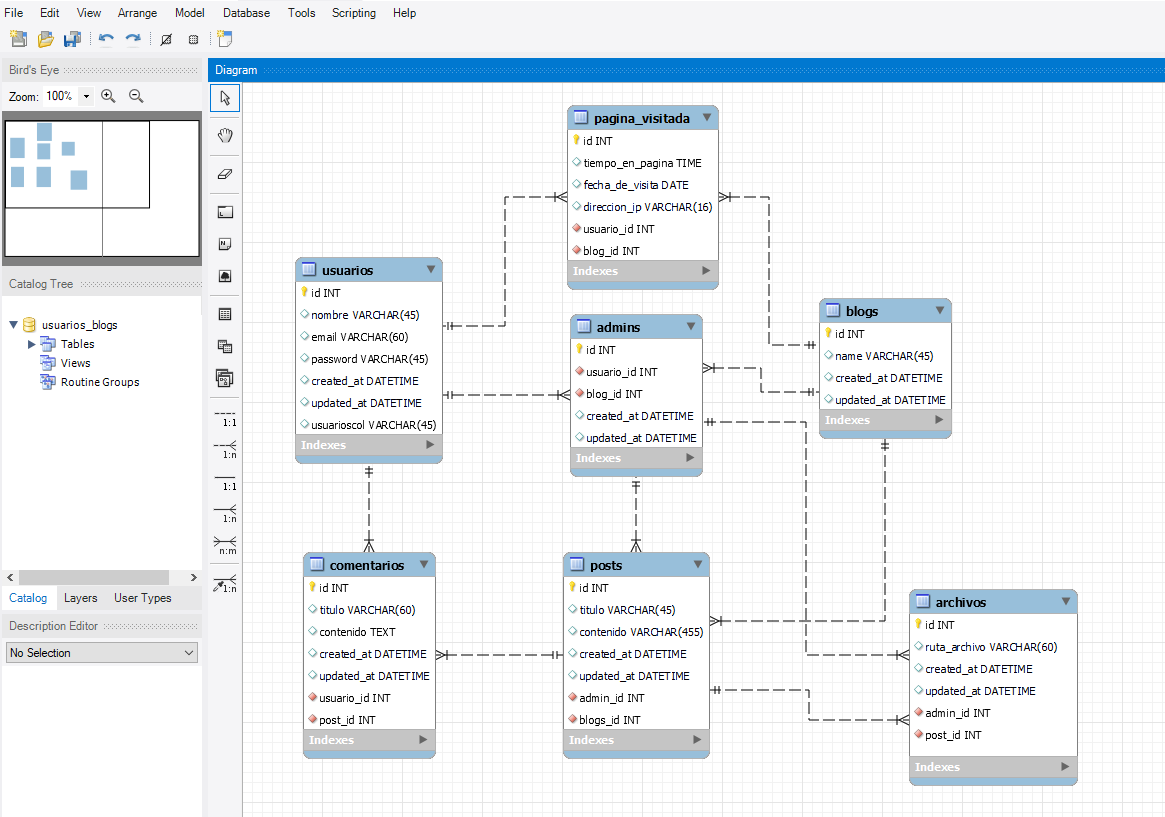 File Edit View Arrange Model Database Tools Scripting Help
Bird's Eye
Zoom: 100%
Catalog Tree
usuarios_blogs
Tables
Views
Routine Groups
Catalog Layers User Types
Description Editor
No Selection
Diagram
1:1
1:n
1:1
1:n
n:m
1:n
pagina_visitada
id INT
tiempo_en_pagina TIME
fecha_de_visita DATE
direccion_ip VARCHAR(16)
usuario_id INT
blog_id INT
Indexes
usuarios
id INT
nombre VARCHAR(45)
email VARCHAR(60)
password VARCHAR(45)
created_at DATETIME
updated_at DATETIME
usuarioscol VARCHAR(45)
Indexes
admins
id INT
usuario_id INT
blog_id INT
created_at DATETIME
updated_at DATETIME
Indexes
blogs
id INT
name VARCHAR(45)
created_at DATETIME
updated_at DATETIME
Indexes
comentarios
id INT
titulo VARCHAR(60)
contenido TEXT
created_at DATETIME
updated_at DATETIME
usuario_id INT
post_id INT
Indexes
posts
id INT
titulo VARCHAR(45)
contenido VARCHAR(455)
created_at DATETIME
updated_at DATETIME
admin_id INT
blogs_id INT
Indexes
archivos
id INT
ruta_archivo VARCHAR(60)
created_at DATETIME
updated_at DATETIME
admin_id INT
post_id INT
Indexes